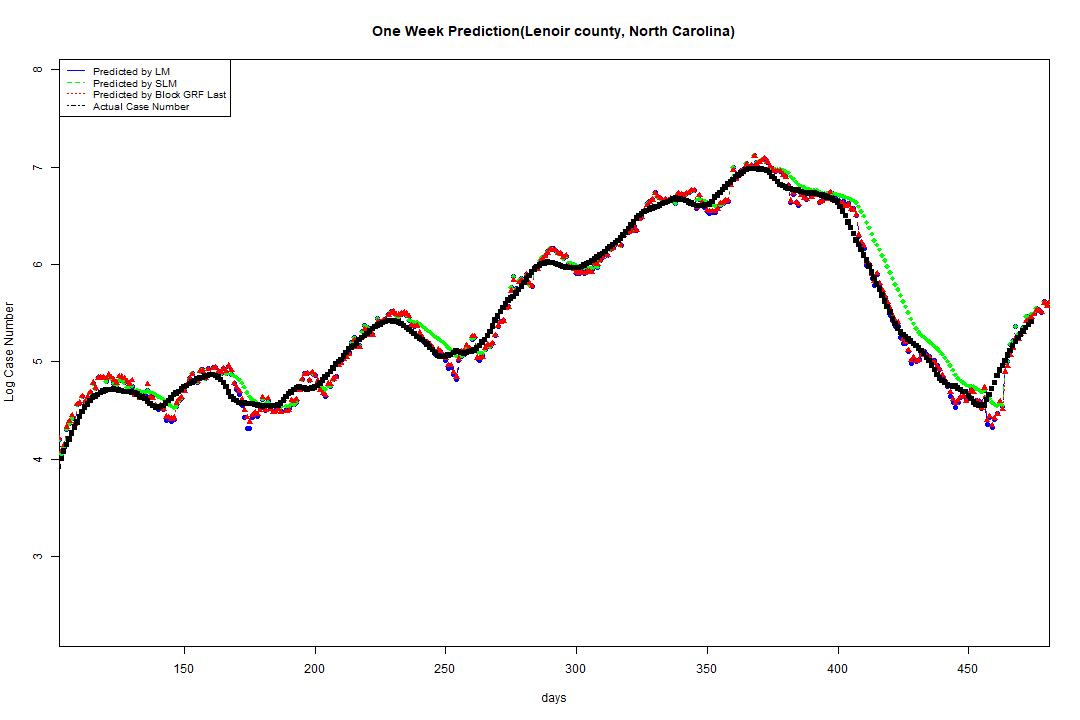 One Week Prediction(Lenoir county, North Carolina)
Predicted by LM
Predicted by SLM
Predicted by Block GRF Last
Actual Case Number
8
7
6
5
4
3
Log Case Number
150 200 250 300 350 400 450
days